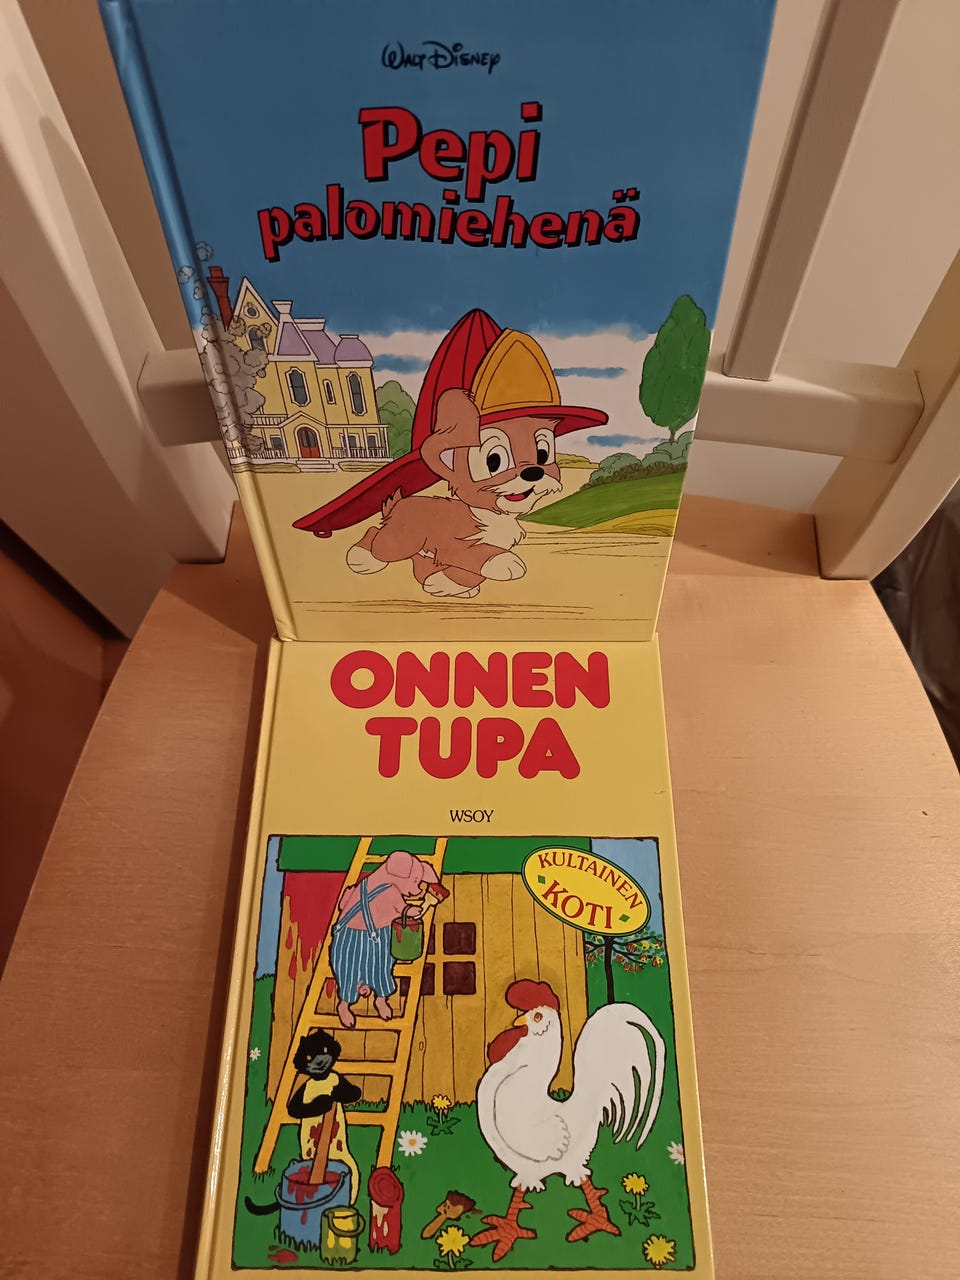 WALT DISNEY
Pepi
palomiehenä
ONNEN
TUPA
WSOY
KULTAINEN
KOTI